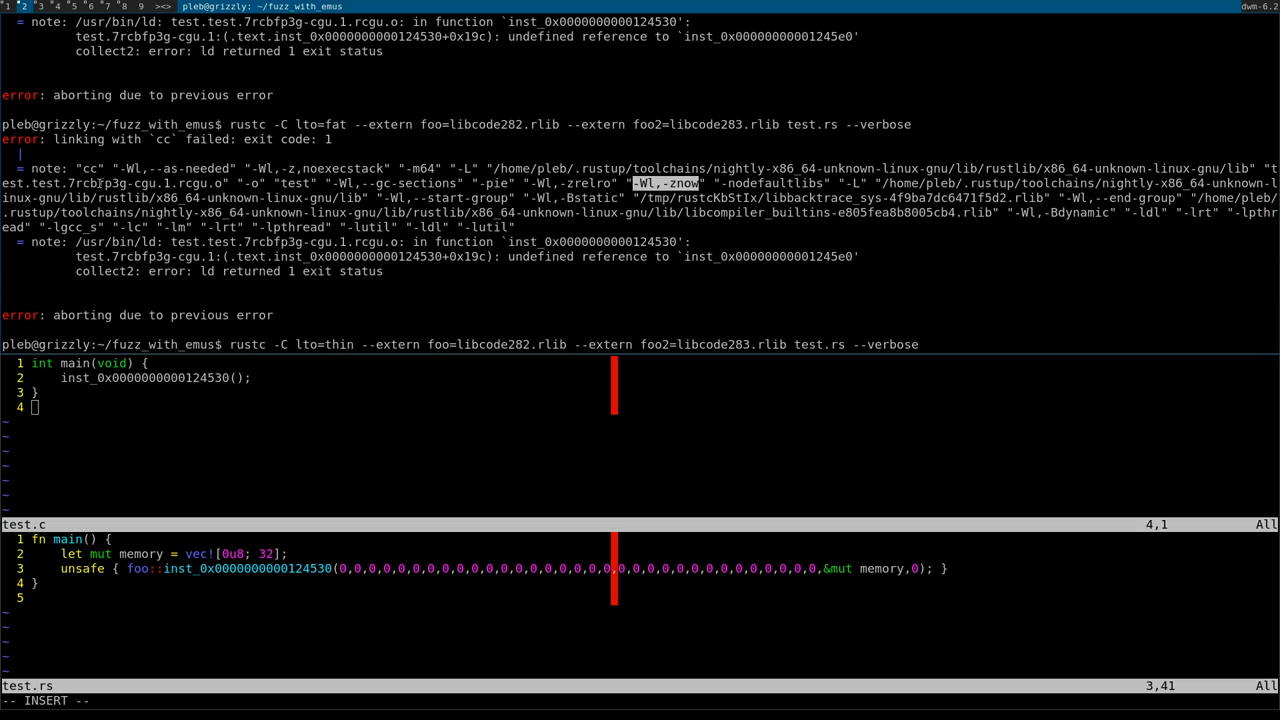 1 2 3 4 5 6 7 8 9 ><> pleb@grizzly: ~/fuzz_with_emus dwm-6.2
= note: /usr/bin/ld: test.test.7rcbfp3g-cgu.1.rcgu.o: in function `inst_0x0000000000124530':
test.7rcbfp3g-cgu.1:(.text.inst_0x0000000000124530+0x19c): undefined reference to `inst_0x00000000001245e0'
collect2: error: ld returned 1 exit status
error: aborting due to previous error
pleb@grizzly:~/fuzz_with_emus$ rustc -C lto=fat --extern foo=libcode282.rlib --extern foo2=libcode283.rlib test.rs --verbose
error: linking with `cc` failed: exit code: 1
|
= note: "cc" "-Wl,--as-needed" "-Wl,-z,noexecstack" "-m64" "-L" "/home/pleb/.rustup/toolchains/nightly-x86_64-unknown-linux-gnu/lib/rustlib/x86_64-unknown-linux-gnu/lib" "t
est.test.7rcbfp3g-cgu.1.rcgu.o" "-o" "test" "-Wl,--gc-sections" "-pie" "-Wl,-zrelro" "-Wl,-znow" "-nodefaultlibs" "-L" "/home/pleb/.rustup/toolchains/nightly-x86_64-unknown-l
inux-gnu/lib/rustlib/x86_64-unknown-linux-gnu/lib" "-Wl,--start-group" "-Wl,-Bstatic" "/tmp/rustcKbStIx/libbacktrace_sys-4f9ba7dc6471f5d2.rlib" "-Wl,--end-group" "/home/pleb/
.rustup/toolchains/nightly-x86_64-unknown-linux-gnu/lib/rustlib/x86_64-unknown-linux-gnu/lib/libcompiler_builtins-e805fea8b8005cb4.rlib" "-Wl,-Bdynamic" "-ldl" "-lrt" "-lpthr
ead" "-lgcc_s" "-lc" "-lm" "-lrt" "-lpthread" "-lutil" "-ldl" "-lutil"
= note: /usr/bin/ld: test.test.7rcbfp3g-cgu.1.rcgu.o: in function `inst_0x0000000000124530':
test.7rcbfp3g-cgu.1:(.text.inst_0x0000000000124530+0x19c): undefined reference to `inst_0x00000000001245e0'
collect2: error: ld returned 1 exit status
error: aborting due to previous error
pleb@grizzly:~/fuzz_with_emus$ rustc -C lto=thin --extern foo=libcode282.rlib --extern foo2=libcode283.rlib test.rs --verbose
1 int main(void) {
2 inst_0x0000000000124530();
3 }
4
~
~
~
~
~
~
~
test.c 4,1 All
1 fn main() {
2 let mut memory = vec![0u8; 32];
3 unsafe { foo::inst_0x0000000000124530(0,0,0,0,0,0,0,0,0,0,0,0,0,0,0,0,0,0,0,0,0,0,0,0,0,0,0,0,0,0,0,0,0,&mut memory,0); }
4 }
5
~
~
~
~
~
test.rs 3,41 All
-- INSERT --